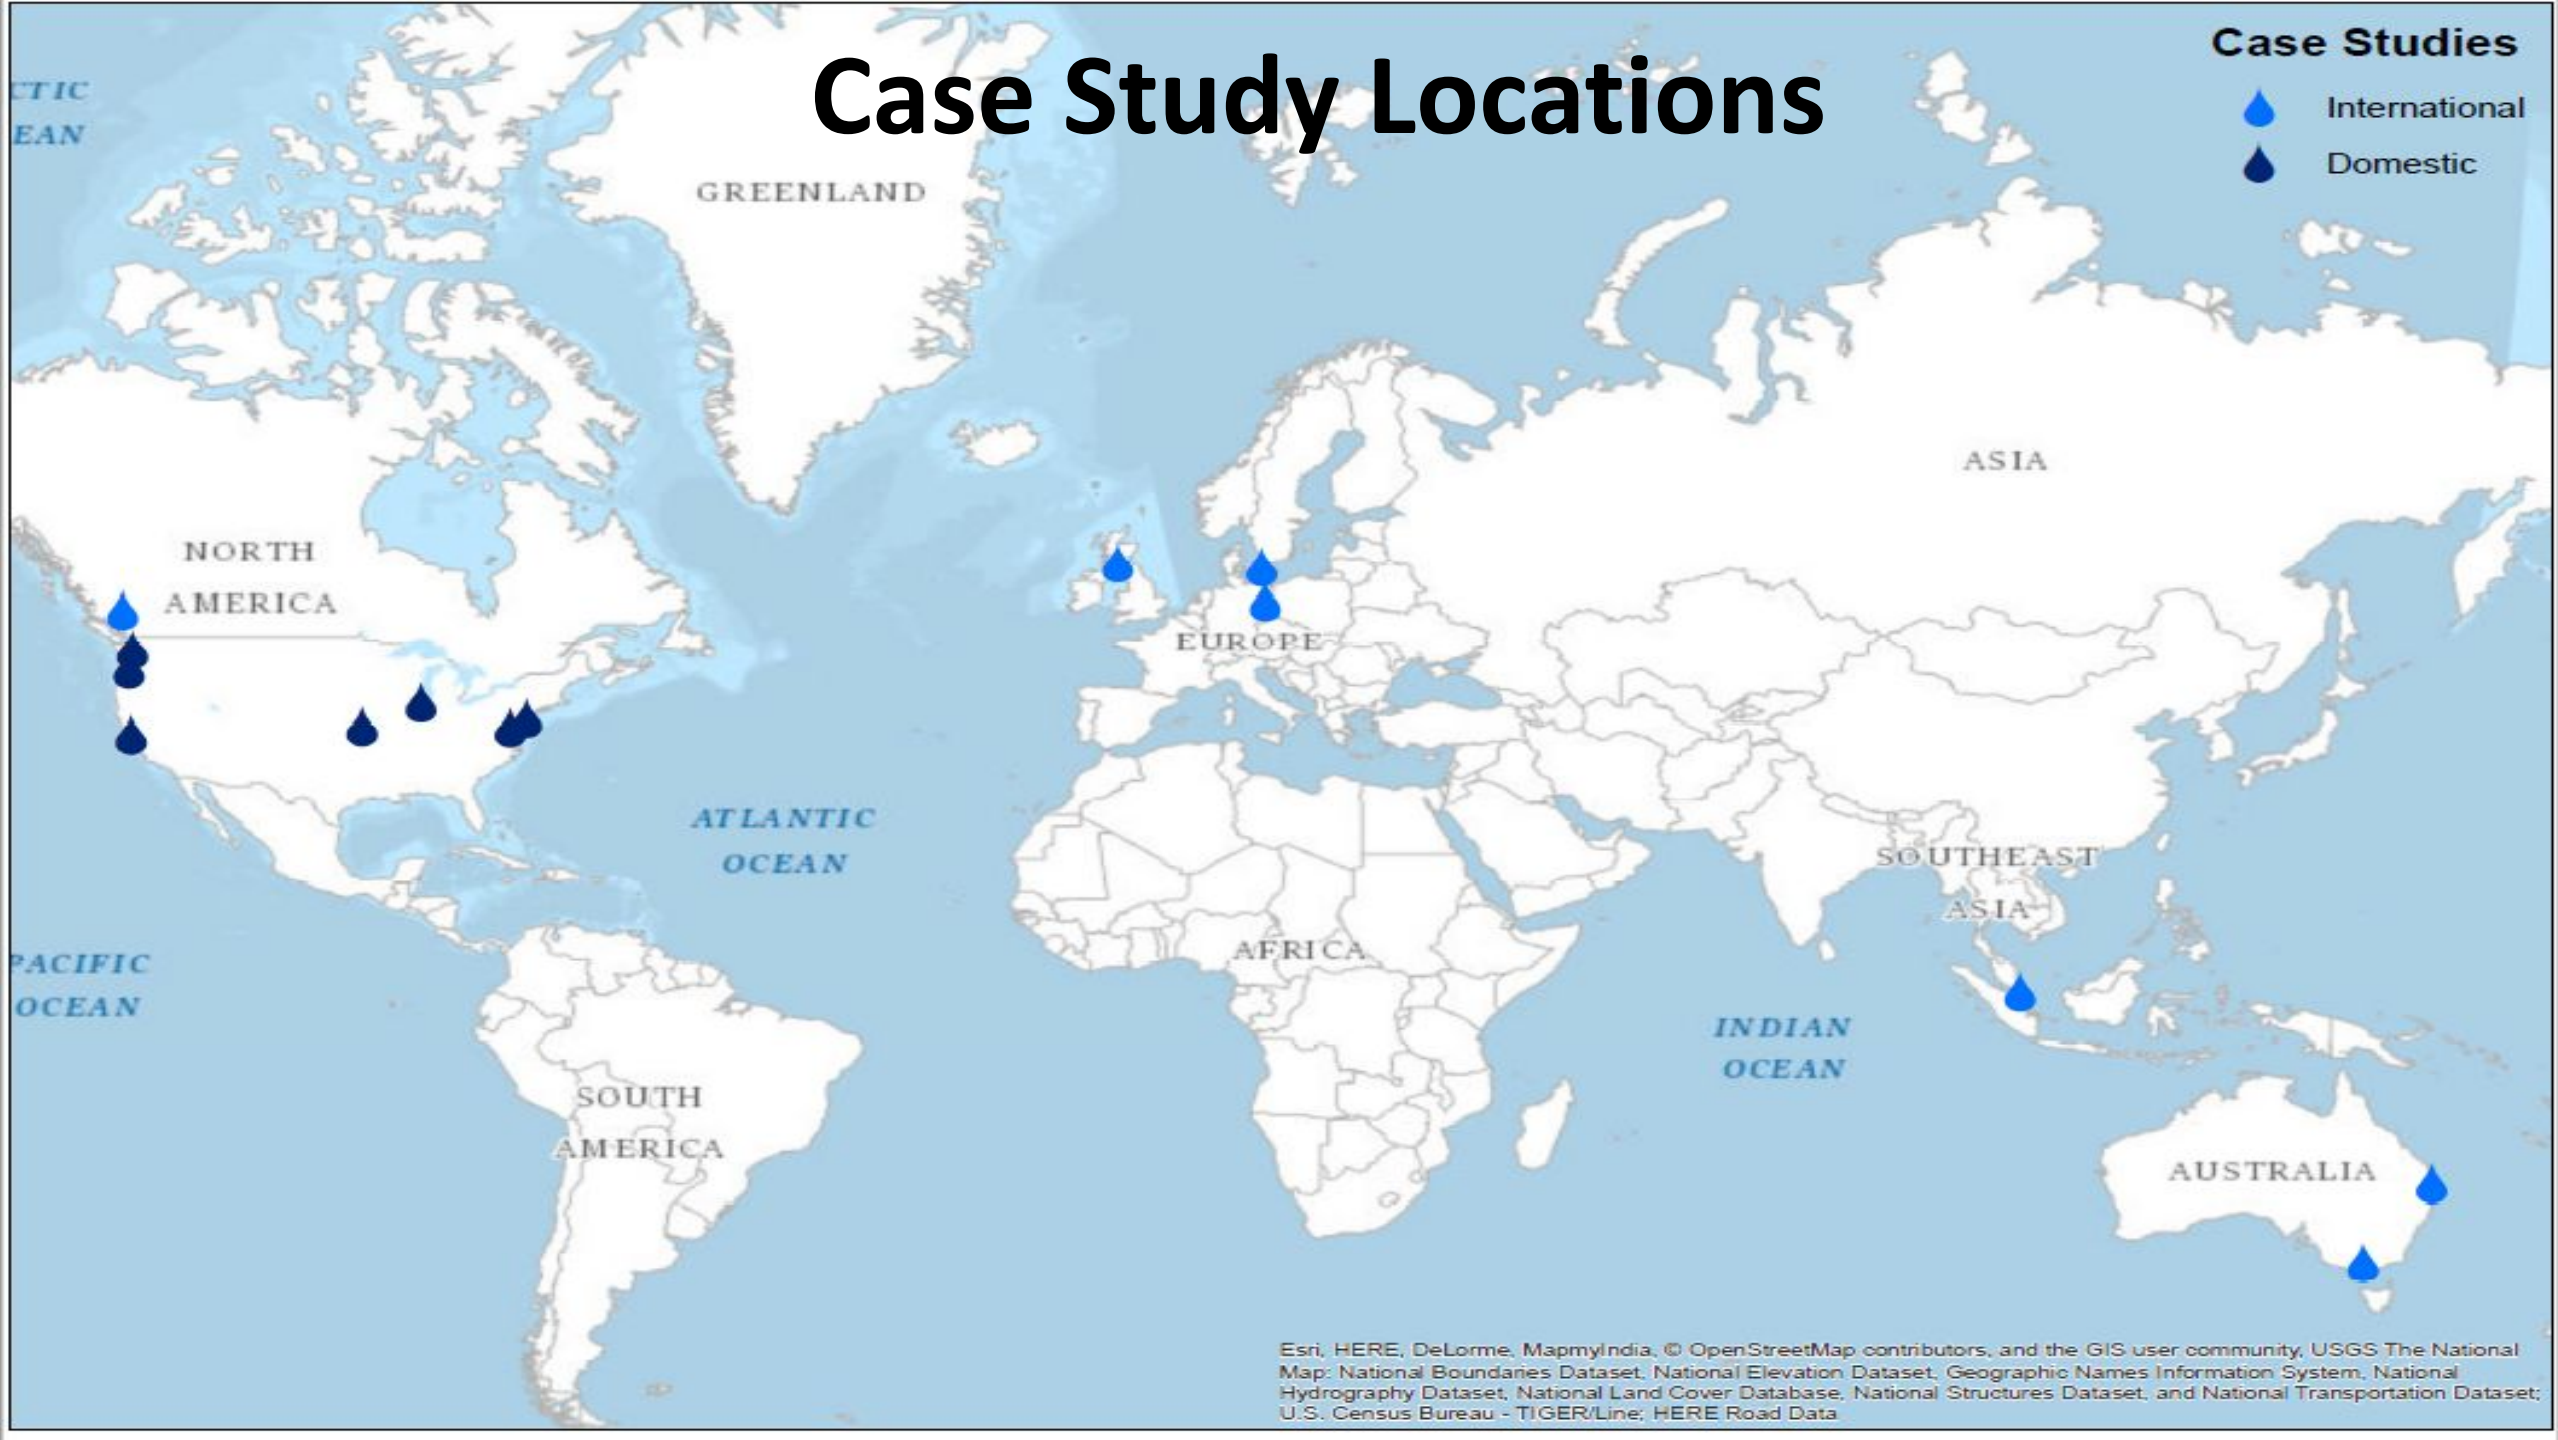 Case Study Locations
Case Studies
International
Domestic
CTIC
EAN
GREENLAND
ASIA
NORTH
AMERICA
EUROPE
ATLANTIC
OCEAN
SOUTHEAST
ASIA
AFRICA
PACIFIC
OCEAN
INDIAN
OCEAN
SOUTH
AMERICA
AUSTRALIA
Esri, HERE, DeLorme, MapmyIndia, © OpenStreetMap contributors, and the GIS user community, USGS The National
Map: National Boundaries Dataset, National Elevation Dataset, Geographic Names Information System, National
Hydrography Dataset, National Land Cover Database, National Structures Dataset, and National Transportation Dataset;
U.S. Census Bureau - TIGER/Line; HERE Road Data